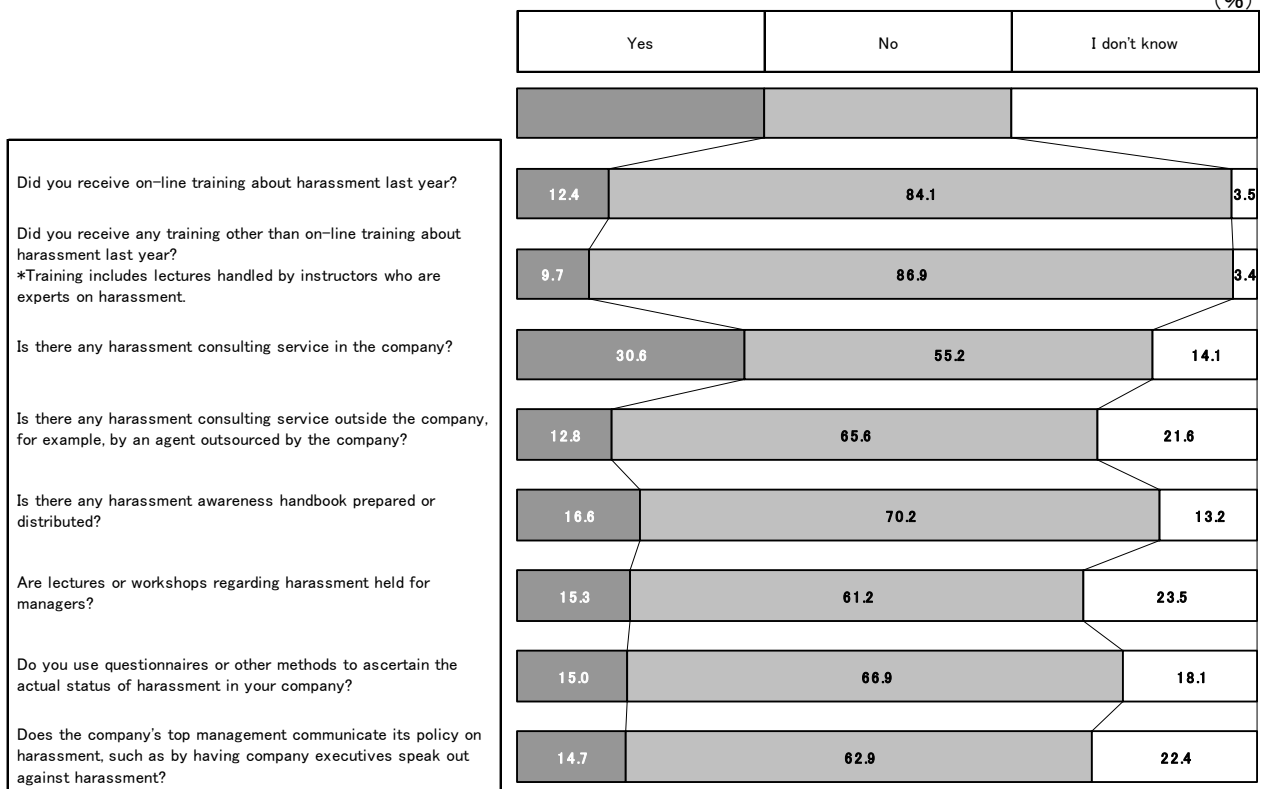 (%)
Yes No I don't know
Did you receive on-line training about harassment last year?
12.4 84.1 3.5
Did you receive any training other than on-line training about
harassment last year?
*Training includes lectures handled by instructors who are
experts on harassment.
9.7 86.9 3.4
Is there any harassment consulting service in the company?
30.6 55.2 14.1
Is there any harassment consulting service outside the company,
for example, by an agent outsourced by the company?
12.8 65.6 21.6
Is there any harassment awareness handbook prepared or
distributed?
16.6 70.2 13.2
Are lectures or workshops regarding harassment held for
managers?
15.3 61.2 23.5
Do you use questionnaires or other methods to ascertain the
actual status of harassment in your company?
15.0 66.9 18.1
Does the company's top management communicate its policy on
harassment, such as by having company executives speak out
against harassment?
14.7 62.9 22.4